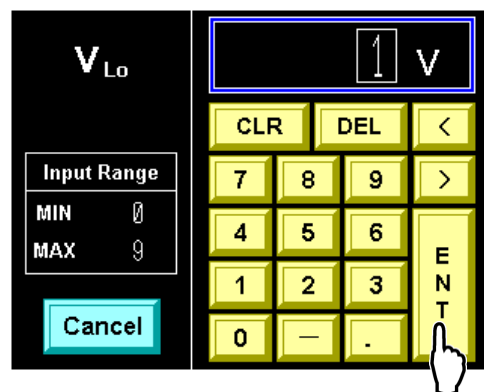 V Lo
1 V
CLR DEL <
Input Range
MIN 0
MAX 9
7 8 9 >
4 5 6
1 2 3
0 — .
ENT
Cancel